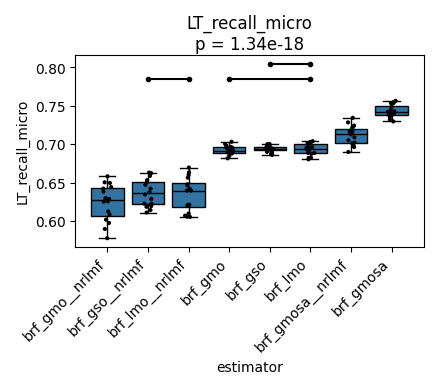 LT_recall_micro
p = 1.34e-18
LT_recall_micro
0.80
0.75
0.70
0.65
0.60
brf_gmo__nrlmf
brf_gso__nrlmf
brf_lmo__nrlmf
brf_gmo
brf_gso
brf_lmo
brf_gmosa__nrlmf
brf_gmosa
estimator